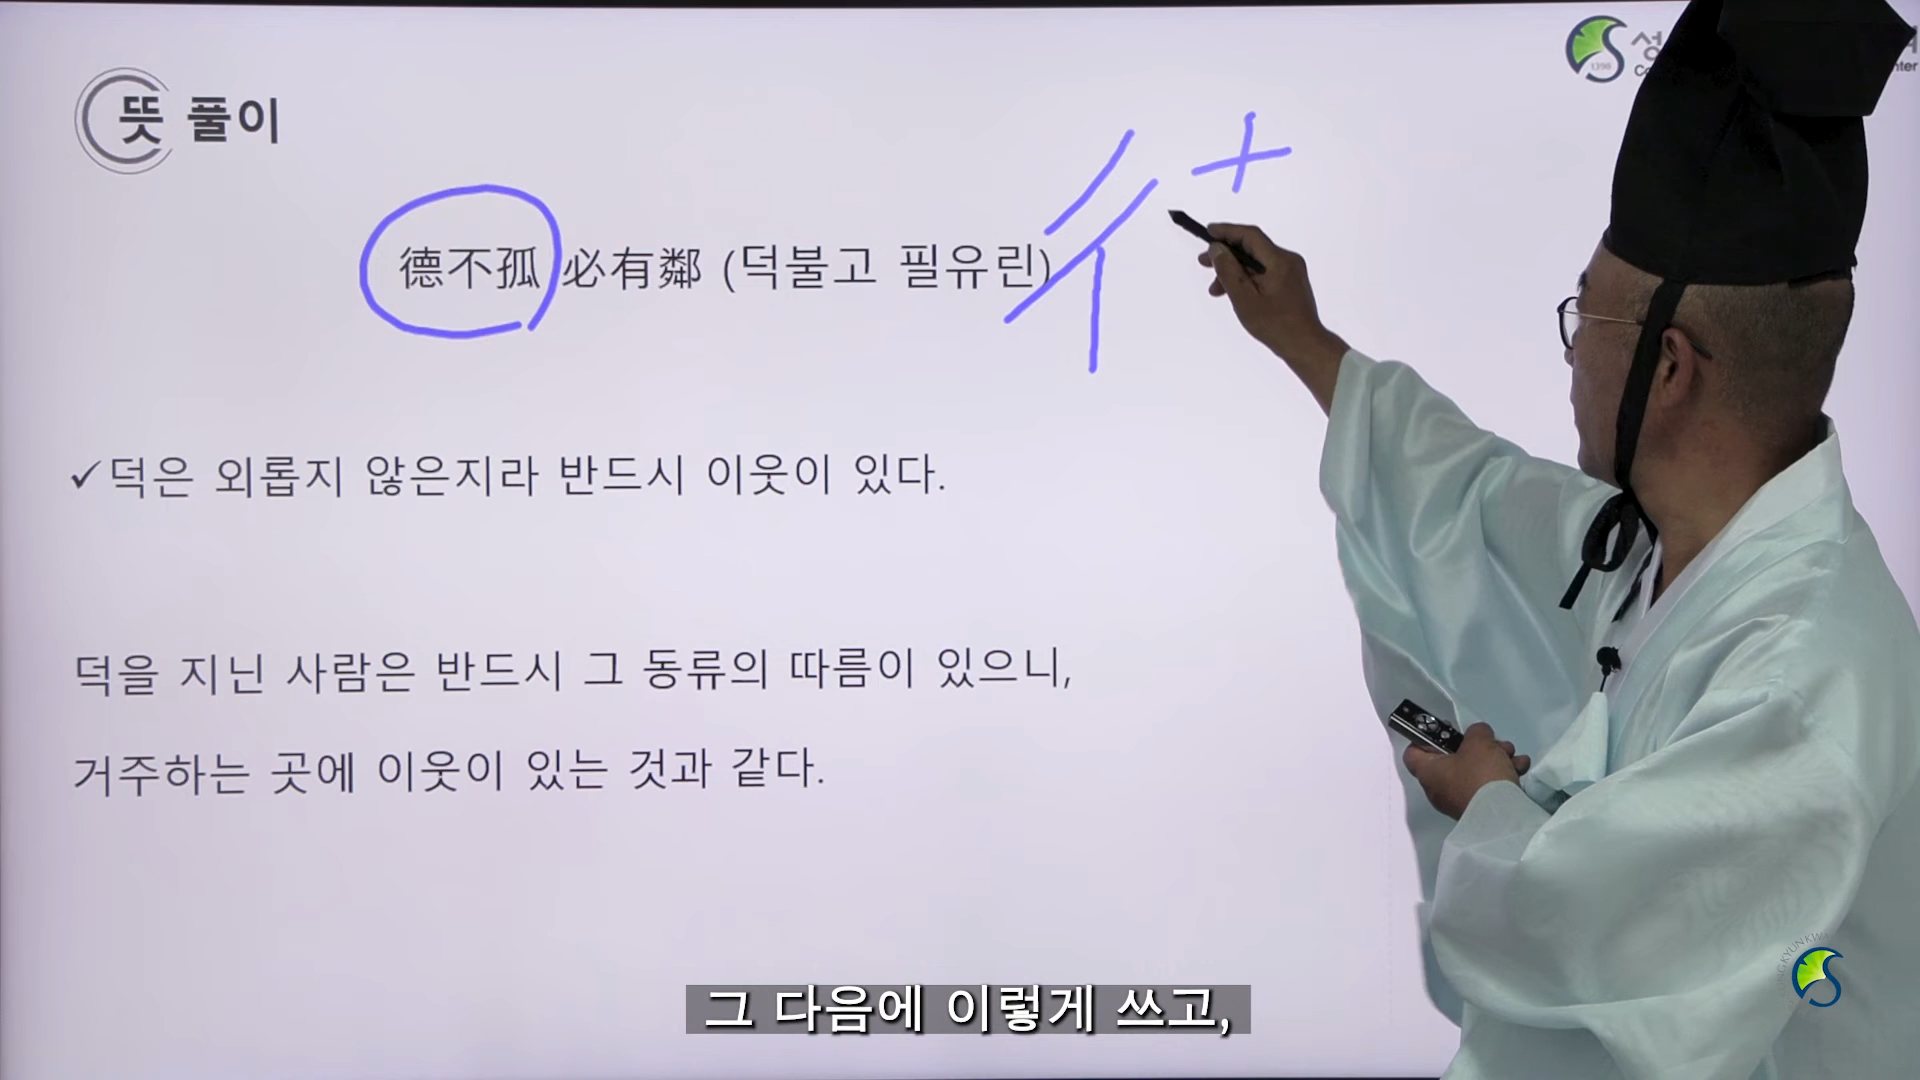 뜻 풀이
德不孤 必有鄰 (덕불고 필유린)
彳十
✓덕은 외롭지 않은지라 반드시 이웃이 있다.
덕을 지닌 사람은 반드시 그 동류의 따름이 있으니,
거주하는 곳에 이웃이 있는 것과 같다.
그 다음에 이렇게 쓰고,